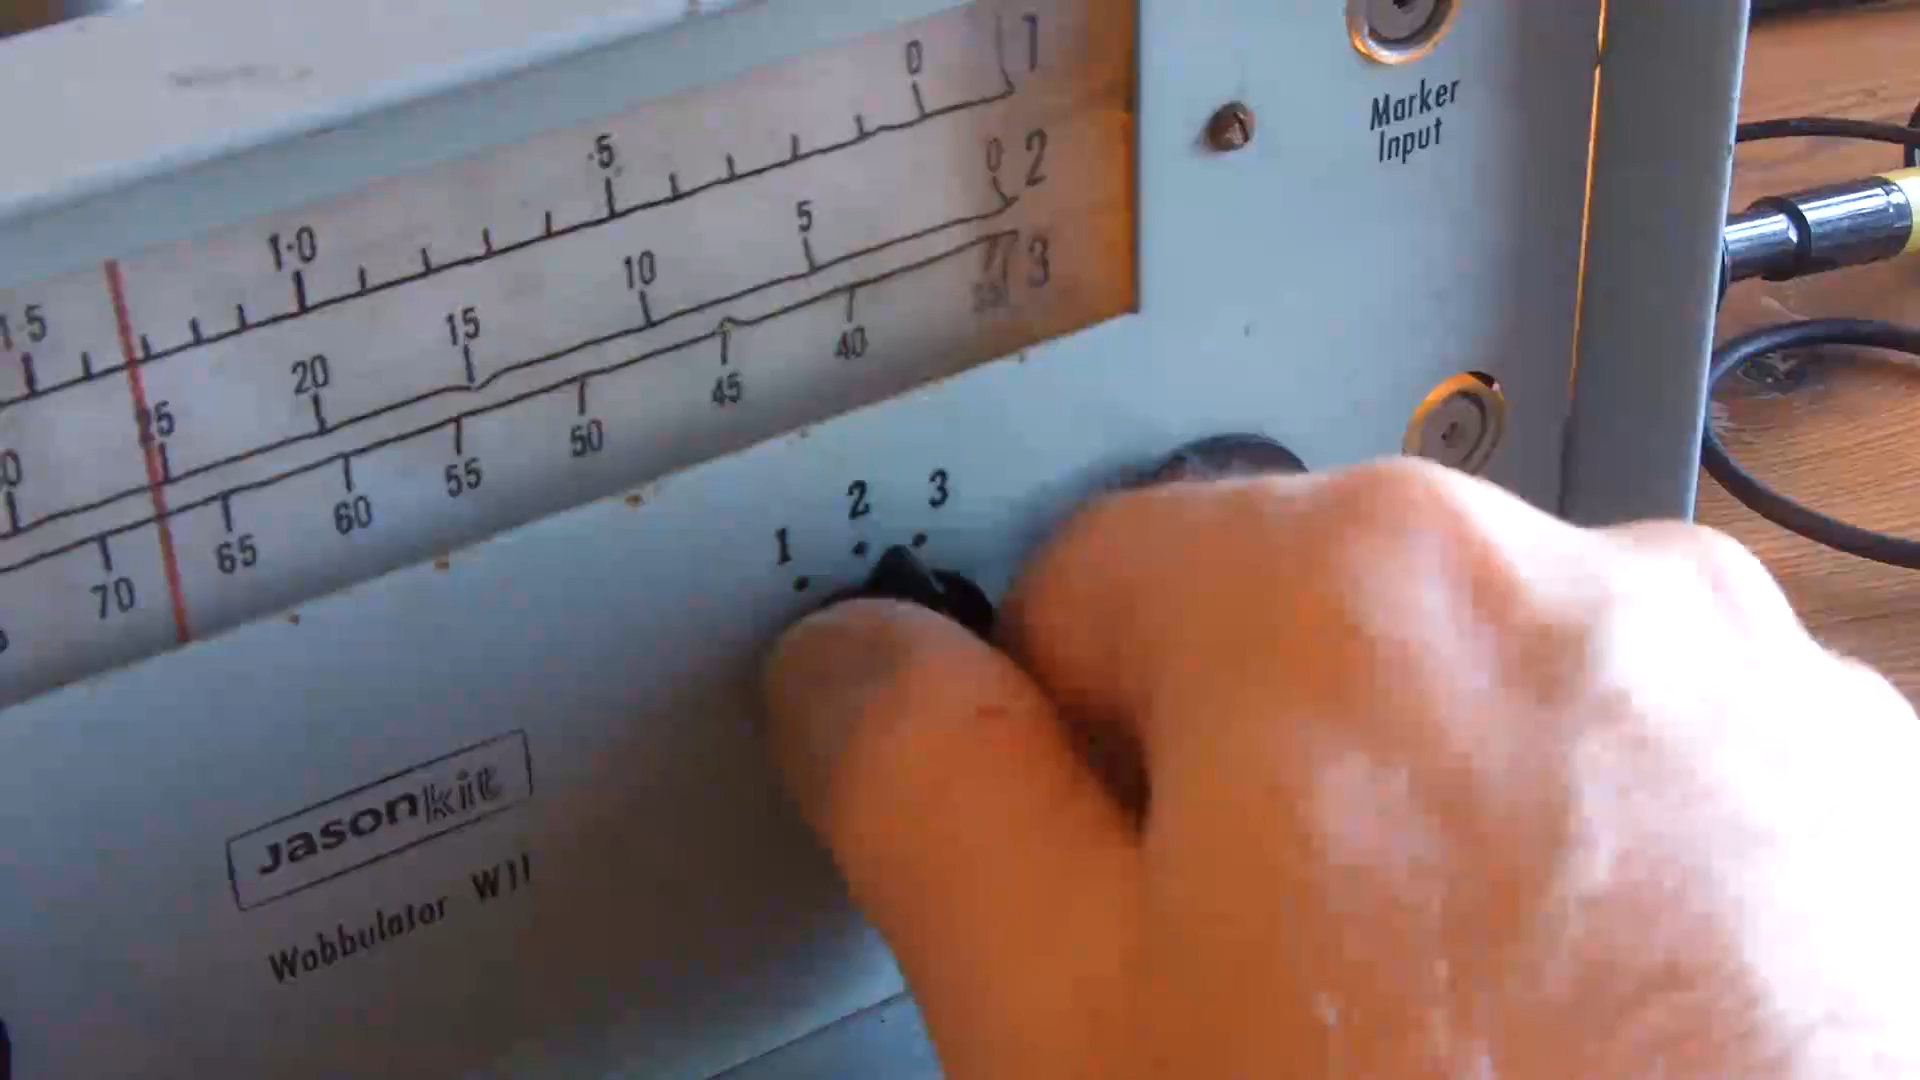 1·5 1·0 ·5 0 1
25 20 15 10 5 0 2
70 65 60 55 50 45 40 35 3
1 2 3
Marker
Input
Jasonkit
Wobbulator W11